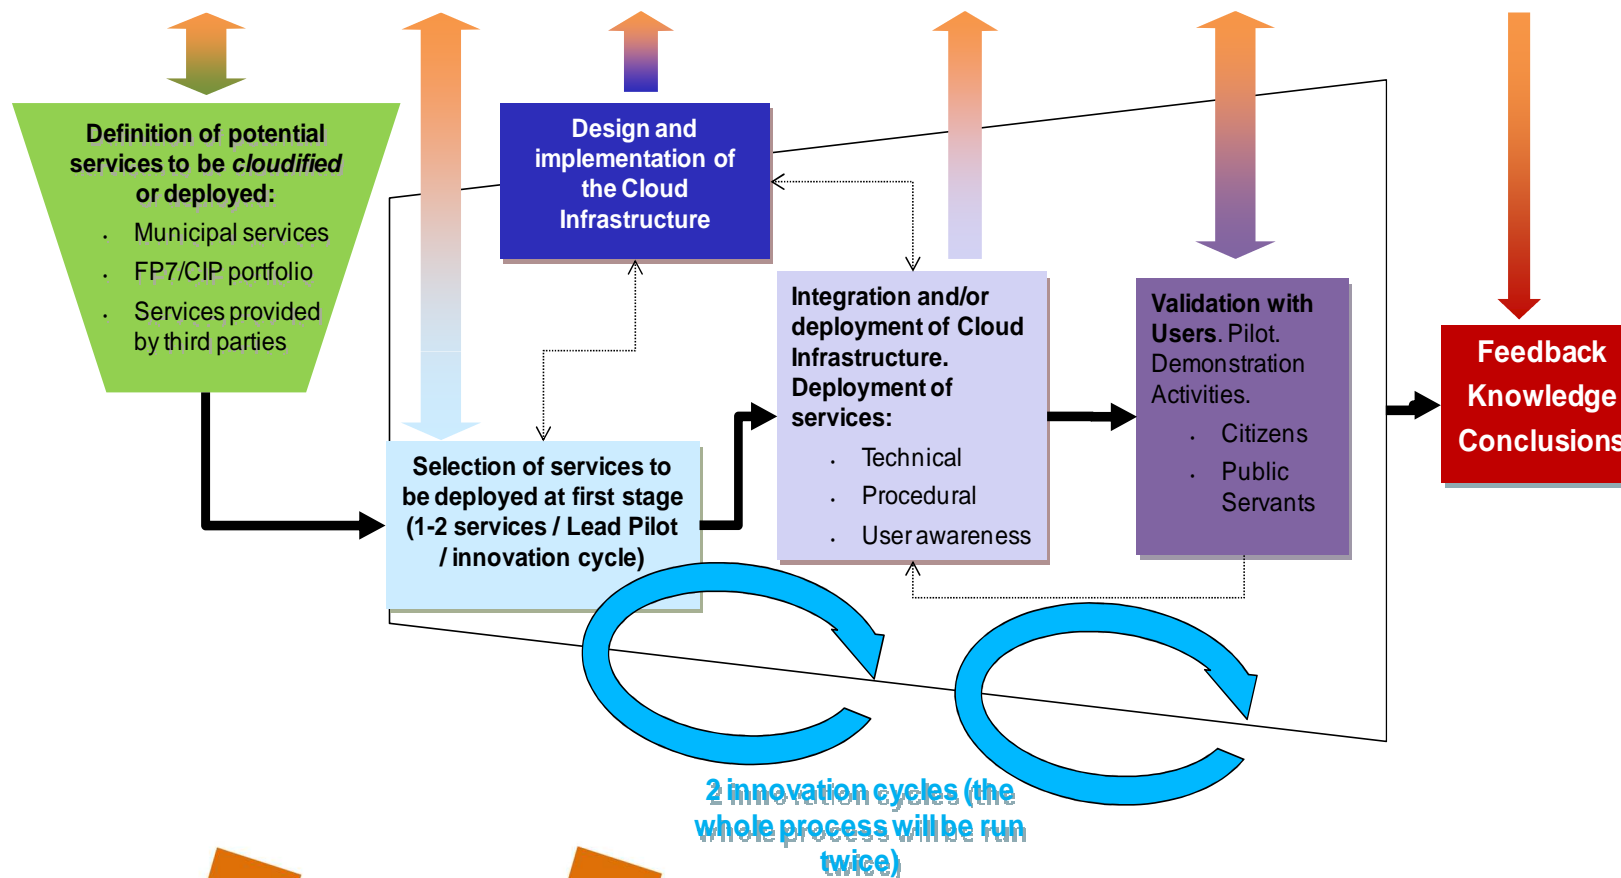 Definition of potential
services to be cloudified
or deployed:
· Municipal services
· FP7/CIP portfolio
· Services provided
by third parties
Design and
implementation of
the Cloud
Infrastructure
Selection of services to
be deployed at first stage
(1-2 services / Lead Pilot
/ innovation cycle)
Integration and/or
deployment of Cloud
Infrastructure.
Deployment of
services:
· Technical
· Procedural
· User awareness
Validation with
Users. Pilot.
Demonstration
Activities.
· Citizens
· Public
Servants
Feedback
Knowledge
Conclusions
2 innovation cycles (the
whole process will be run
twice)